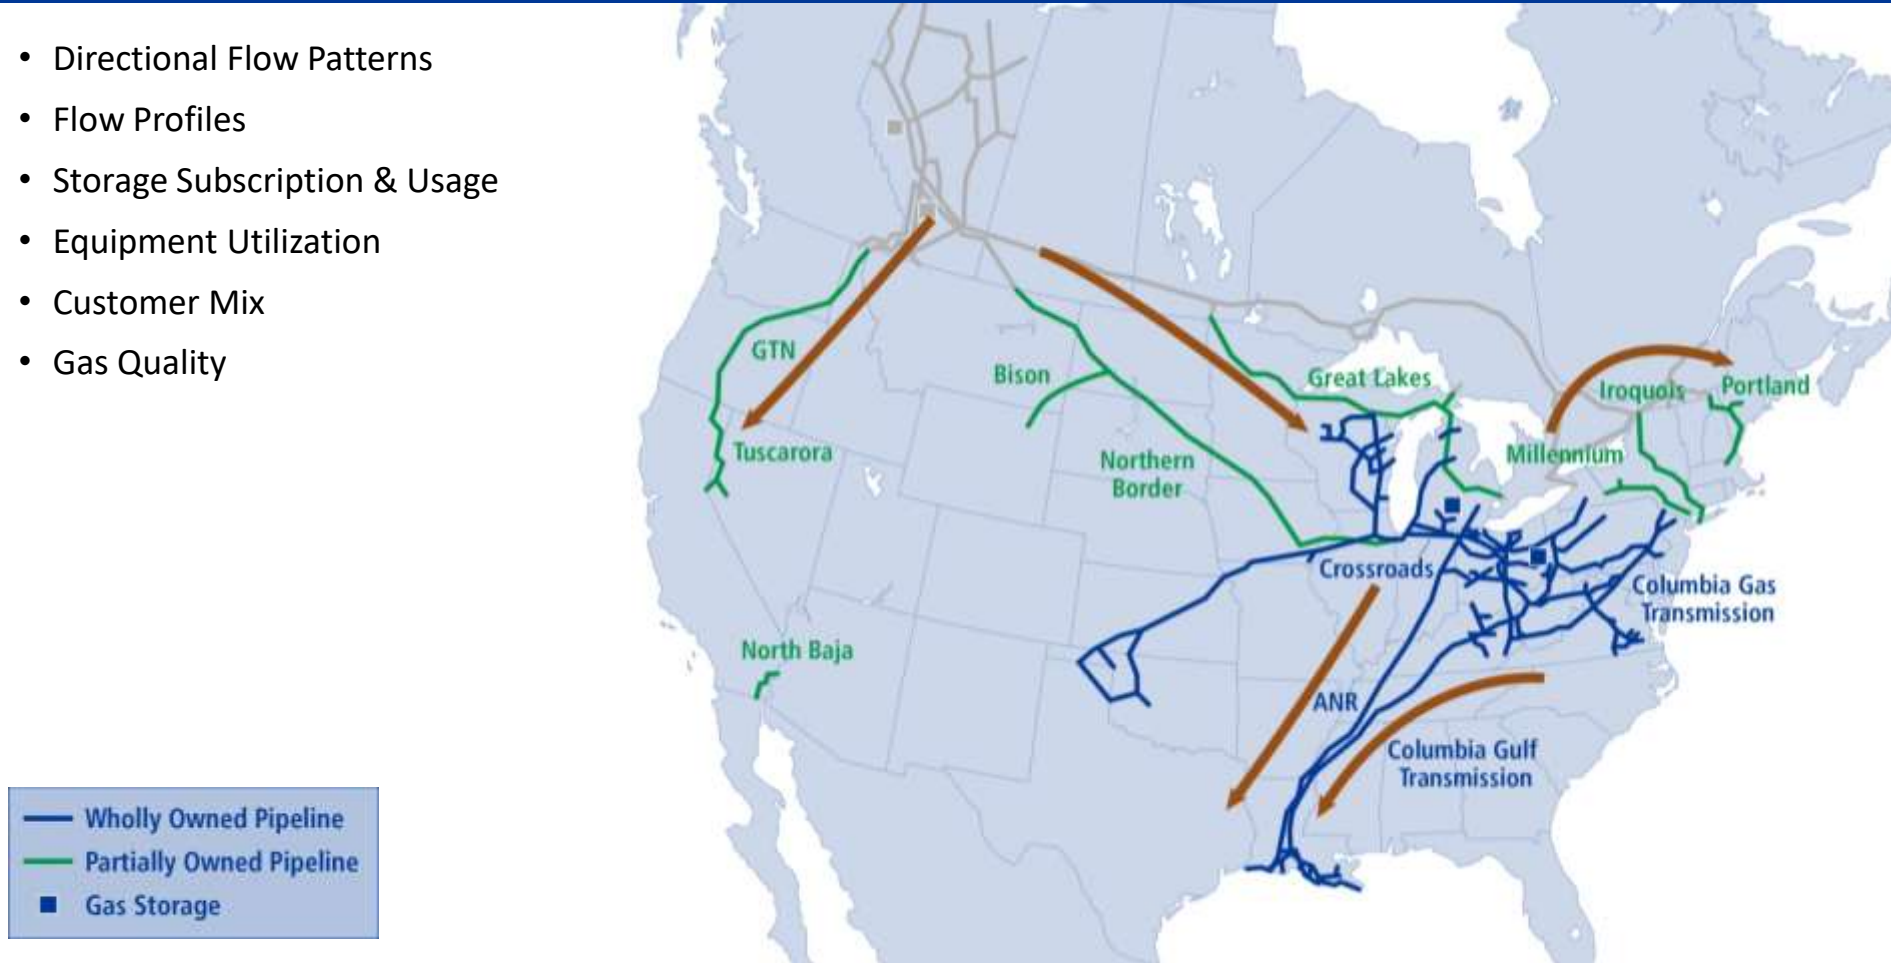 • Directional Flow Patterns
• Flow Profiles
• Storage Subscription & Usage
• Equipment Utilization
• Customer Mix
• Gas Quality
GTN
Tuscarora
Bison
Northern
Border
Great Lakes
Iroquois
Portland
Millennium
Crossroads
Columbia Gas
Transmission
North Baja
ANR
Columbia Gulf
Transmission
Wholly Owned Pipeline
Partially Owned Pipeline
Gas Storage